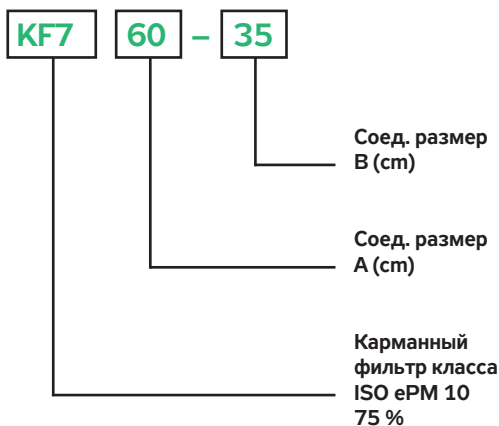 KF7 60 – 35
Соед. размер
B (cm)
Соед. размер
A (cm)
Карманный
фильтр класса
ISO ePM 10
75 %